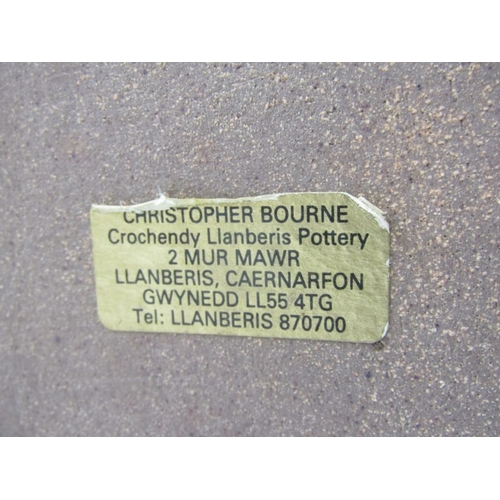 CHRISTOPHER BOURNE
Crochendy Llanberis Pottery
2 MUR MAWR
LLANBERIS, CAERNARFON
GWYNEDD LL55 4TG
Tel: LLANBERIS 870700